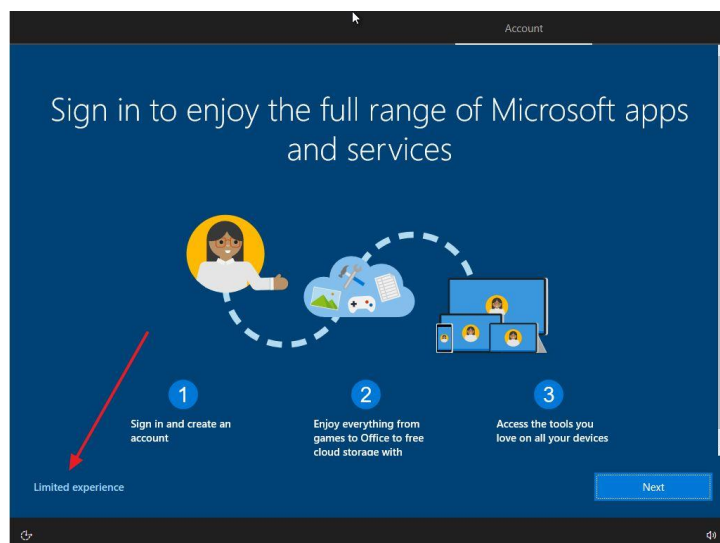 Account
Sign in to enjoy the full range of Microsoft apps
and services
1
Sign in and create an
account
2
Enjoy everything from
games to Office to free
cloud storage with
3
Access the tools you
love on all your devices
Limited experience
Next